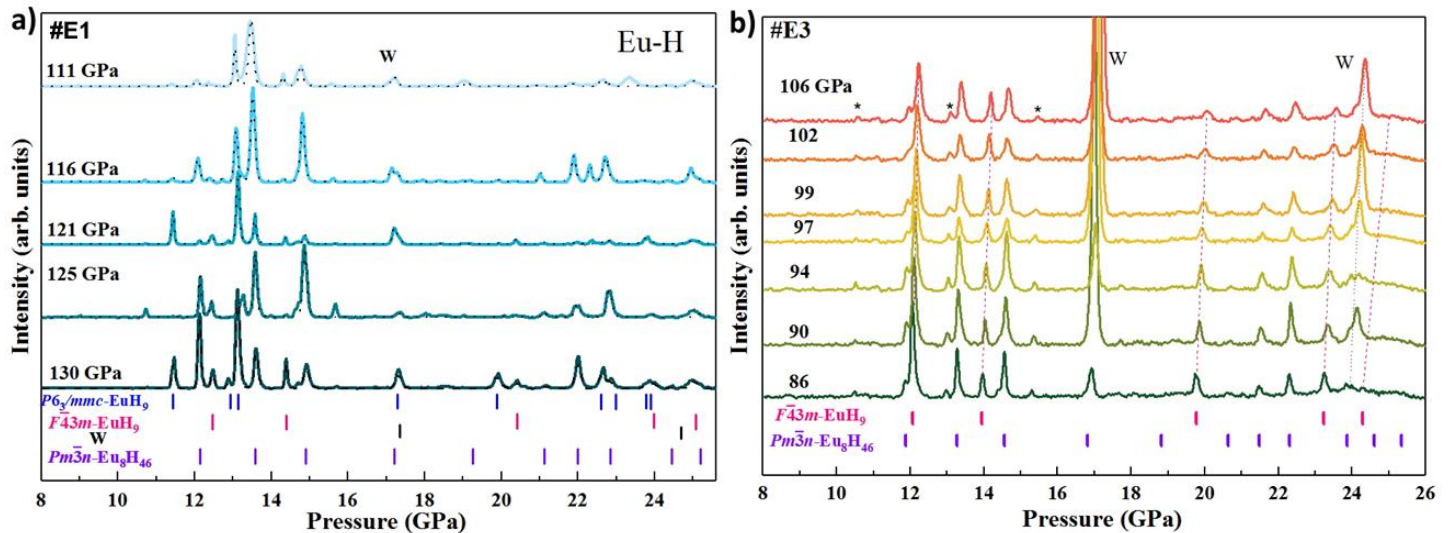 a)
#E1
Eu-H
W
111 GPa
116 GPa
121 GPa
125 GPa
130 GPa
P6₃/mmc-EuH₉
F4̄3m-EuH₉
W
Pm3̄n-Eu₈H₄₆
Intensity (arb. units)
8 10 12 14 16 18 20 22 24
Pressure (GPa)
b)
#E3
W
W
106 GPa
* * *
102
99
97
94
90
86
F4̄3m-EuH₉
Pm3̄n-Eu₈H₄₆
Intensity (arb. units)
8 10 12 14 16 18 20 22 24 26
Pressure (GPa)